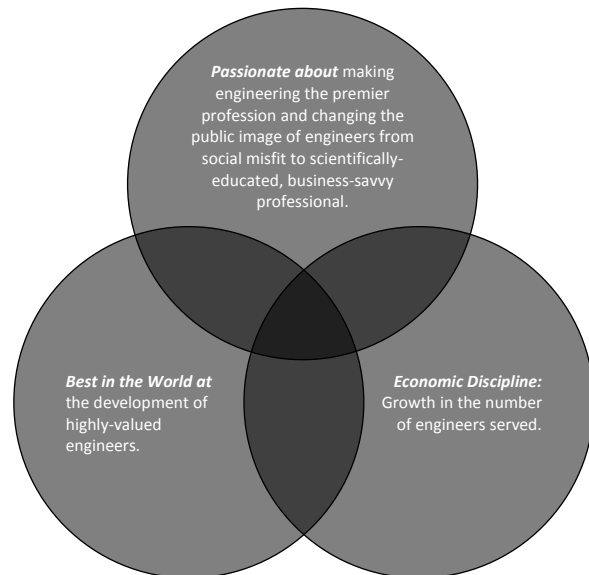 Passionate about making
engineering the premier
profession and changing the
public image of engineers from
social misfit to scientifically-
educated, business-savvy
professional.
Best in the World at
the development of
highly-valued
engineers.
Economic Discipline:
Growth in the number
of engineers served.